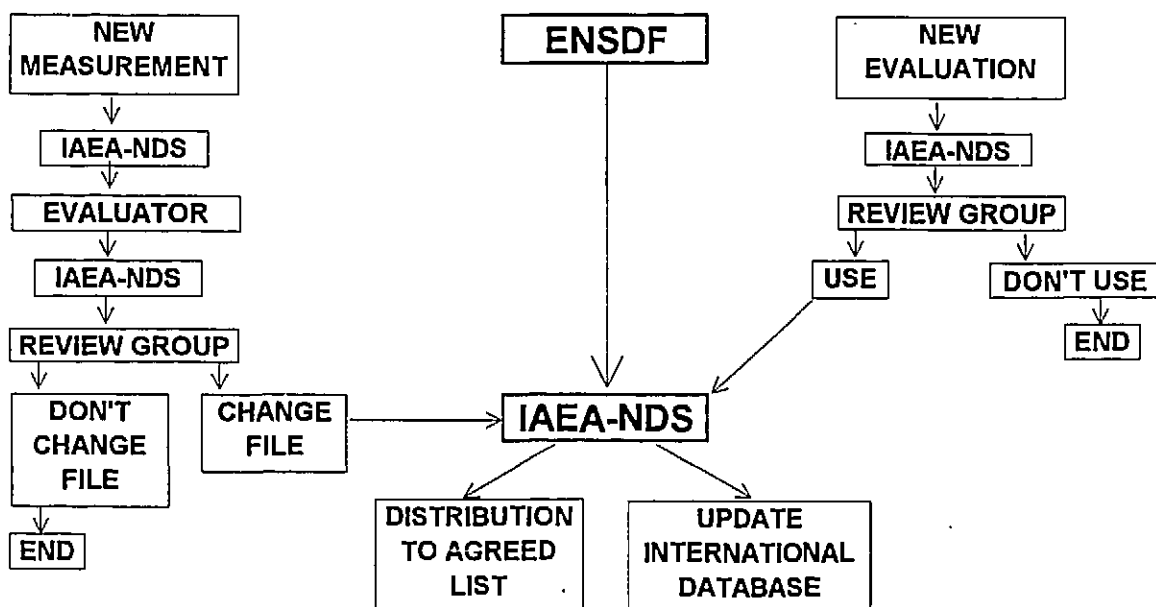 NEW
MEASUREMENT
IAEA-NDS
EVALUATOR
IAEA-NDS
REVIEW GROUP
DON'T
CHANGE
FILE
END
CHANGE
FILE
ENSDF
IAEA-NDS
DISTRIBUTION
TO AGREED
LIST
UPDATE
INTERNATIONAL
DATABASE
NEW
EVALUATION
IAEA-NDS
REVIEW GROUP
USE
DON'T USE
END